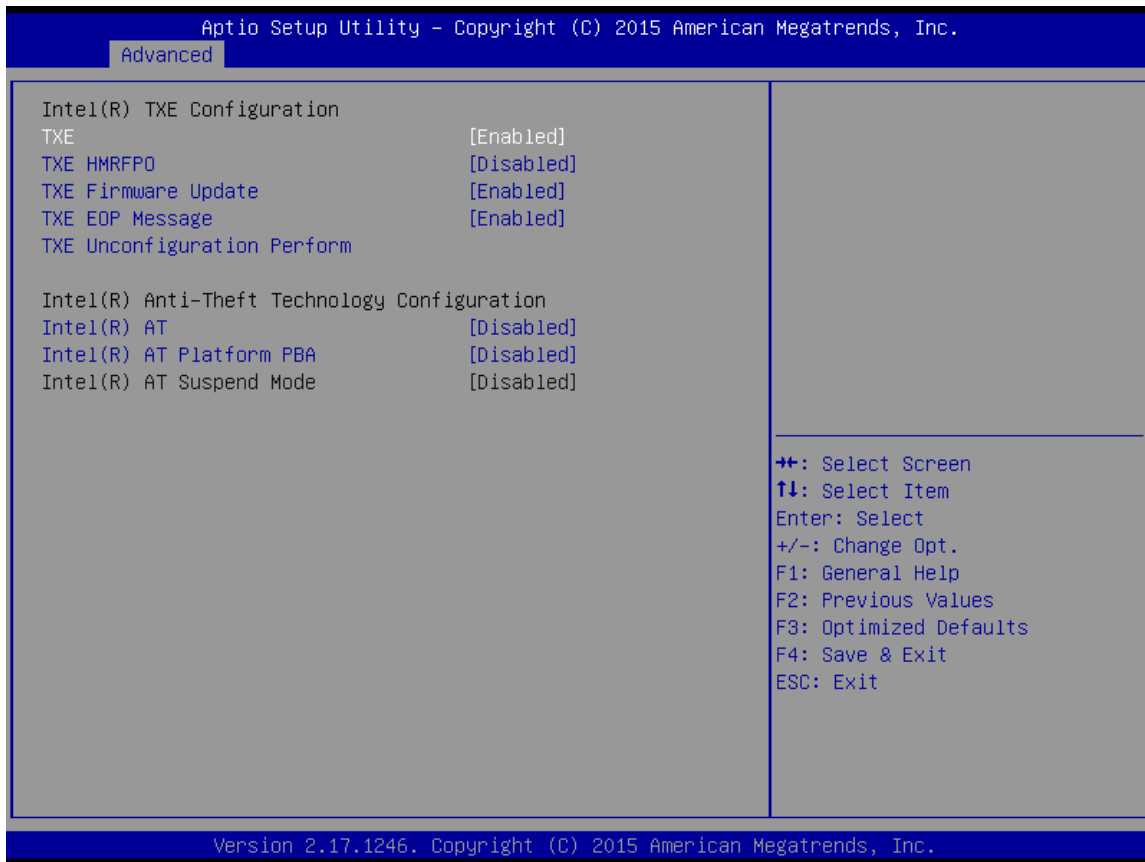 Aptio Setup Utility – Copyright (C) 2015 American Megatrends, Inc.
Advanced
Intel(R) TXE Configuration
TXE [Enabled]
TXE HMRFPO [Disabled]
TXE Firmware Update [Enabled]
TXE EOP Message [Enabled]
TXE Unconfiguration Perform
Intel(R) Anti-Theft Technology Configuration
Intel(R) AT [Disabled]
Intel(R) AT Platform PBA [Disabled]
Intel(R) AT Suspend Mode [Disabled]
→←: Select Screen
↑↓: Select Item
Enter: Select
+/-: Change Opt.
F1: General Help
F2: Previous Values
F3: Optimized Defaults
F4: Save & Exit
ESC: Exit
Version 2.17.1246. Copyright (C) 2015 American Megatrends, Inc.